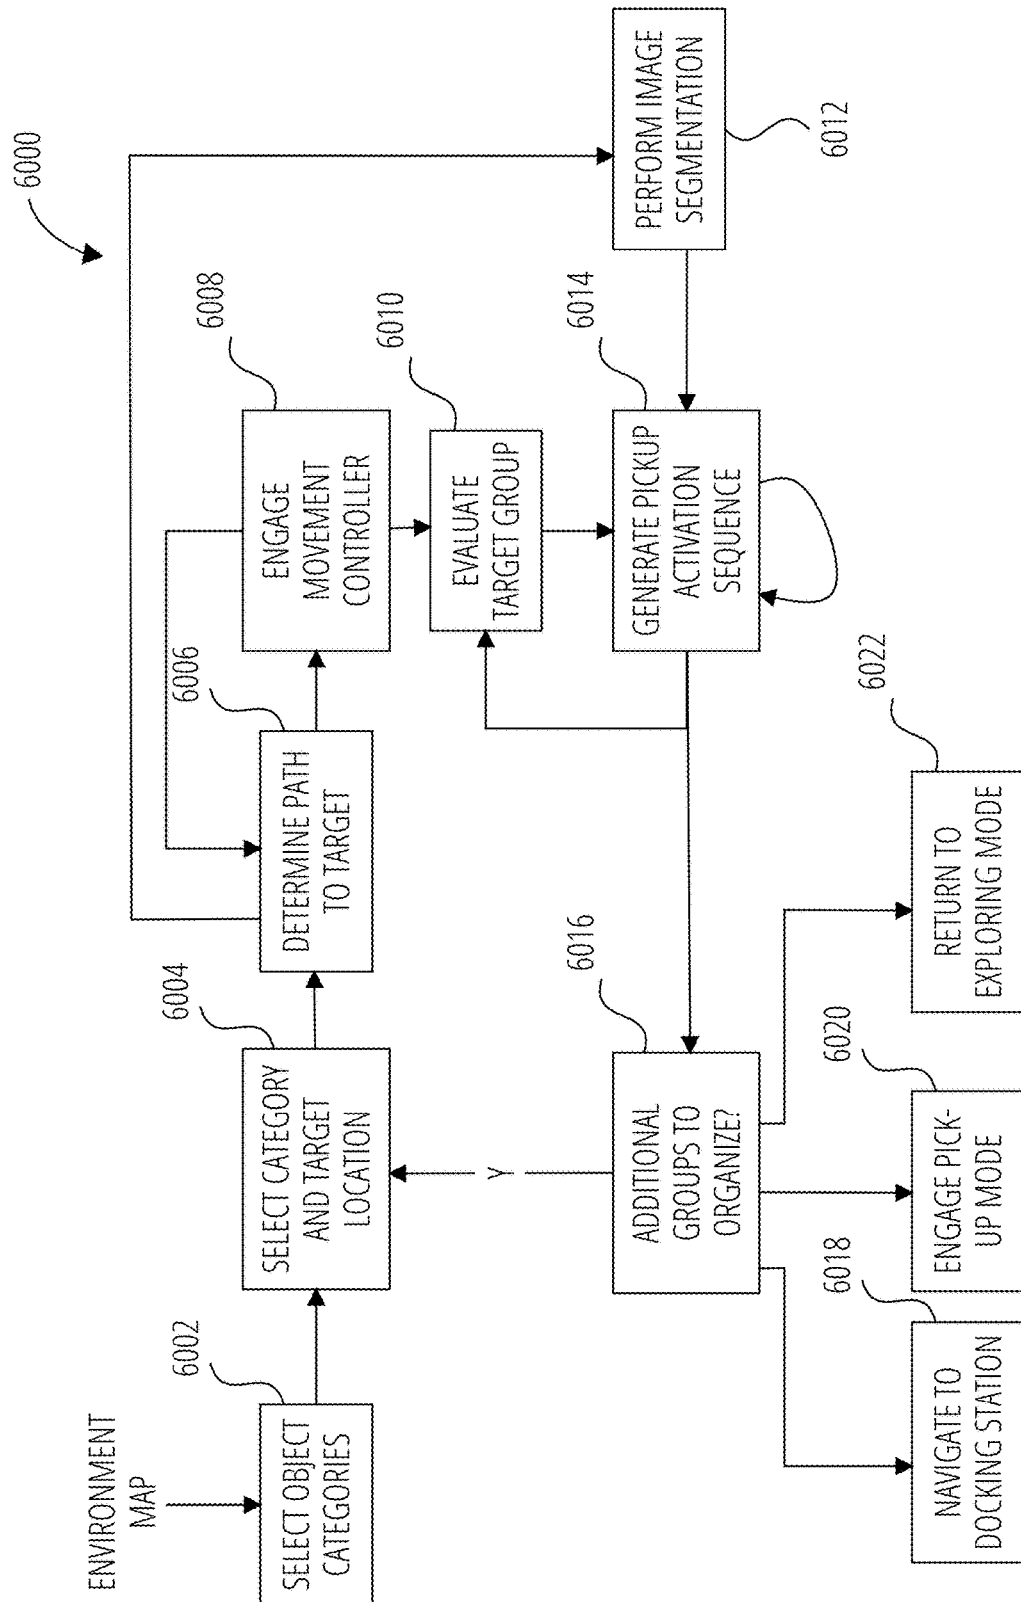 6000
ENVIRONMENT
MAP
6002
SELECT OBJECT
CATEGORIES
6004
SELECT CATEGORY
AND TARGET
LOCATION
6006
DETERMINE PATH
TO TARGET
6008
ENGAGE
MOVEMENT
CONTROLLER
6010
EVALUATE
TARGET GROUP
6012
PERFORM IMAGE
SEGMENTATION
6014
GENERATE PICKUP
ACTIVATION
SEQUENCE
Y
6016
ADDITIONAL
GROUPS TO
ORGANIZE?
6018
NAVIGATE TO
DOCKING STATION
6020
ENGAGE PICK-
UP MODE
6022
RETURN TO
EXPLORING MODE